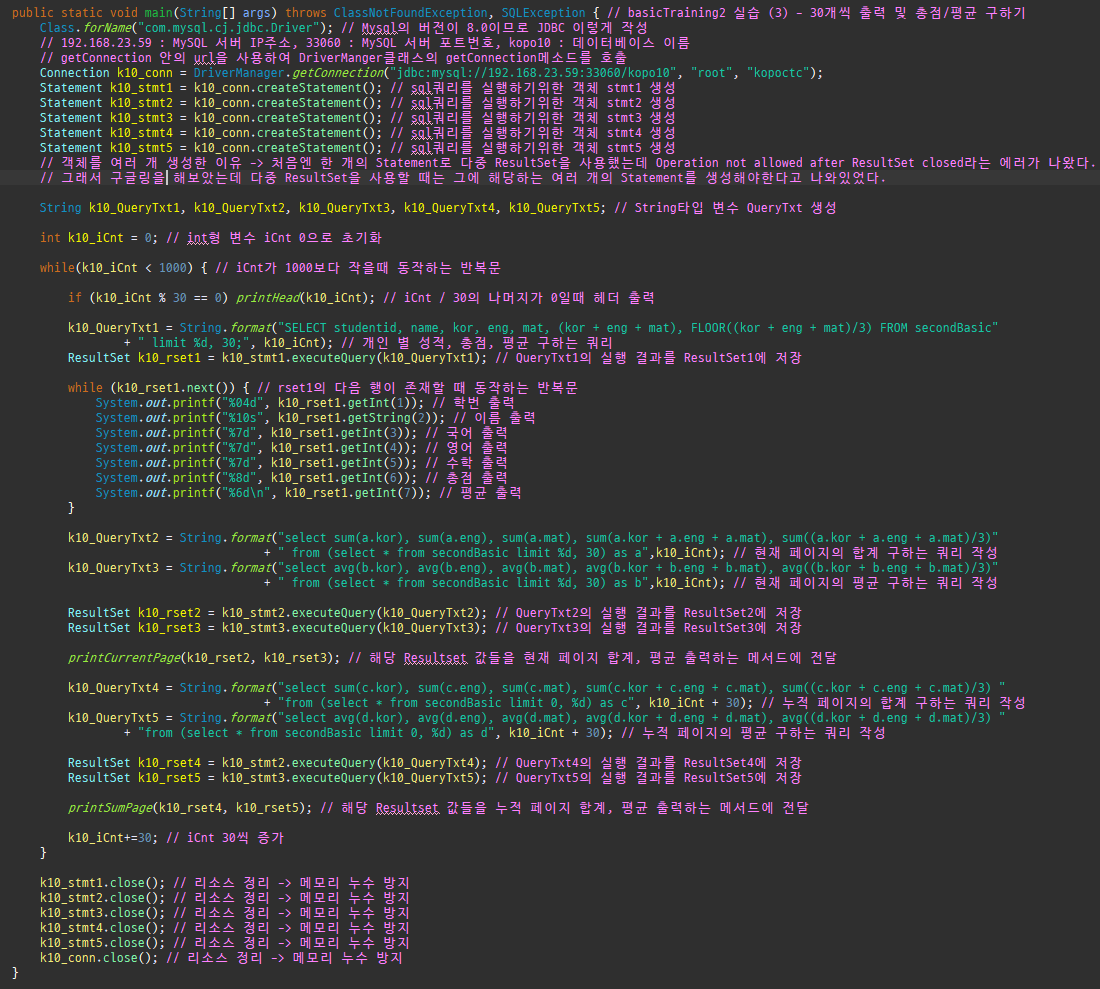 public static void main(String[] args) throws ClassNotFoundException, SQLException { // basicTraining2 실습 (3) - 30개씩 출력 및 총점/평균 구하기
Class.forName("com.mysql.cj.jdbc.Driver"); // Mysql의 버전이 8.0이므로 JDBC 이렇게 작성
// 192.168.23.59 : MySQL 서버 IP주소, 33060 : MySQL 서버 포트번호, kopo10 : 데이터베이스 이름
// getConnection 안의 url을 사용하여 DriverManger클래스의 getConnection메소드를 호출
Connection k10_conn = DriverManager.getConnection("jdbc:mysql://192.168.23.59:33060/kopo10", "root", "kopoctc");
Statement k10_stmt1 = k10_conn.createStatement(); // sql쿼리를 실행하기위한 객체 stmt1 생성
Statement k10_stmt2 = k10_conn.createStatement(); // sql쿼리를 실행하기위한 객체 stmt2 생성
Statement k10_stmt3 = k10_conn.createStatement(); // sql쿼리를 실행하기위한 객체 stmt3 생성
Statement k10_stmt4 = k10_conn.createStatement(); // sql쿼리를 실행하기위한 객체 stmt4 생성
Statement k10_stmt5 = k10_conn.createStatement(); // sql쿼리를 실행하기위한 객체 stmt5 생성
// 객체를 여러 개 생성한 이유 -> 처음엔 한 개의 Statement로 다중 ResultSet을 사용했는데 Operation not allowed after ResultSet closed라는 에러가 나왔다.
// 그래서 구글링을 해보았는데 다중 ResultSet을 사용할 때는 그에 해당하는 여러 개의 Statement를 생성해야한다고 나와있었다.
String k10_QueryTxt1, k10_QueryTxt2, k10_QueryTxt3, k10_QueryTxt4, k10_QueryTxt5; // String타입 변수 QueryTxt 생성
int k10_iCnt = 0; // int형 변수 iCnt 0으로 초기화
while(k10_iCnt < 1000) { // iCnt가 1000보다 작을때 동작하는 반복문
if (k10_iCnt % 30 == 0) printHead(k10_iCnt); // iCnt / 30의 나머지가 0일때 헤더 출력
k10_QueryTxt1 = String.format("SELECT studentid, name, kor, eng, mat, (kor + eng + mat), FLOOR((kor + eng + mat)/3) FROM secondBasic"
+ " limit %d, 30;", k10_iCnt); // 개인 별 성적, 총점, 평균 구하는 쿼리
ResultSet k10_rset1 = k10_stmt1.executeQuery(k10_QueryTxt1); // QueryTxt1의 실행 결과를 ResultSet1에 저장
while (k10_rset1.next()) { // rset1의 다음 행이 존재할 때 동작하는 반복문
System.out.printf("%04d", k10_rset1.getInt(1)); // 학번 출력
System.out.printf("%10s", k10_rset1.getString(2)); // 이름 출력
System.out.printf("%7d", k10_rset1.getInt(3)); // 국어 출력
System.out.printf("%7d", k10_rset1.getInt(4)); // 영어 출력
System.out.printf("%7d", k10_rset1.getInt(5)); // 수학 출력
System.out.printf("%8d", k10_rset1.getInt(6)); // 총점 출력
System.out.printf("%6d\n", k10_rset1.getInt(7)); // 평균 출력
}
k10_QueryTxt2 = String.format("select sum(a.kor), sum(a.eng), sum(a.mat), sum(a.kor + a.eng + a.mat), sum((a.kor + a.eng + a.mat)/3)"
+ " from (select * from secondBasic limit %d, 30) as a",k10_iCnt); // 현재 페이지의 합계 구하는 쿼리 작성
k10_QueryTxt3 = String.format("select avg(b.kor), avg(b.eng), avg(b.mat), avg(b.kor + b.eng + b.mat), avg((b.kor + b.eng + b.mat)/3)"
+ " from (select * from secondBasic limit %d, 30) as b",k10_iCnt); // 현재 페이지의 평균 구하는 쿼리 작성
ResultSet k10_rset2 = k10_stmt2.executeQuery(k10_QueryTxt2); // QueryTxt2의 실행 결과를 ResultSet2에 저장
ResultSet k10_rset3 = k10_stmt3.executeQuery(k10_QueryTxt3); // QueryTxt3의 실행 결과를 ResultSet3에 저장
printCurrentPage(k10_rset2, k10_rset3); // 해당 Resultset 값들을 현재 페이지 합계, 평균 출력하는 메서드에 전달
k10_QueryTxt4 = String.format("select sum(c.kor), sum(c.eng), sum(c.mat), sum(c.kor + c.eng + c.mat), sum((c.kor + c.eng + c.mat)/3) "
+ "from (select * from secondBasic limit 0, %d) as c", k10_iCnt + 30); // 누적 페이지의 합계 구하는 쿼리 작성
k10_QueryTxt5 = String.format("select avg(d.kor), avg(d.eng), avg(d.mat), avg(d.kor + d.eng + d.mat), avg((d.kor + d.eng + d.mat)/3) "
+ "from (select * from secondBasic limit 0, %d) as d", k10_iCnt + 30); // 누적 페이지의 평균 구하는 쿼리 작성
ResultSet k10_rset4 = k10_stmt2.executeQuery(k10_QueryTxt4); // QueryTxt4의 실행 결과를 ResultSet4에 저장
ResultSet k10_rset5 = k10_stmt3.executeQuery(k10_QueryTxt5); // QueryTxt5의 실행 결과를 ResultSet5에 저장
printSumPage(k10_rset4, k10_rset5); // 해당 Resultset 값들을 누적 페이지 합계, 평균 출력하는 메서드에 전달
k10_iCnt+=30; // iCnt 30씩 증가
}
k10_stmt1.close(); // 리소스 정리 -> 메모리 누수 방지
k10_stmt2.close(); // 리소스 정리 -> 메모리 누수 방지
k10_stmt3.close(); // 리소스 정리 -> 메모리 누수 방지
k10_stmt4.close(); // 리소스 정리 -> 메모리 누수 방지
k10_stmt5.close(); // 리소스 정리 -> 메모리 누수 방지
k10_conn.close(); // 리소스 정리 -> 메모리 누수 방지
}